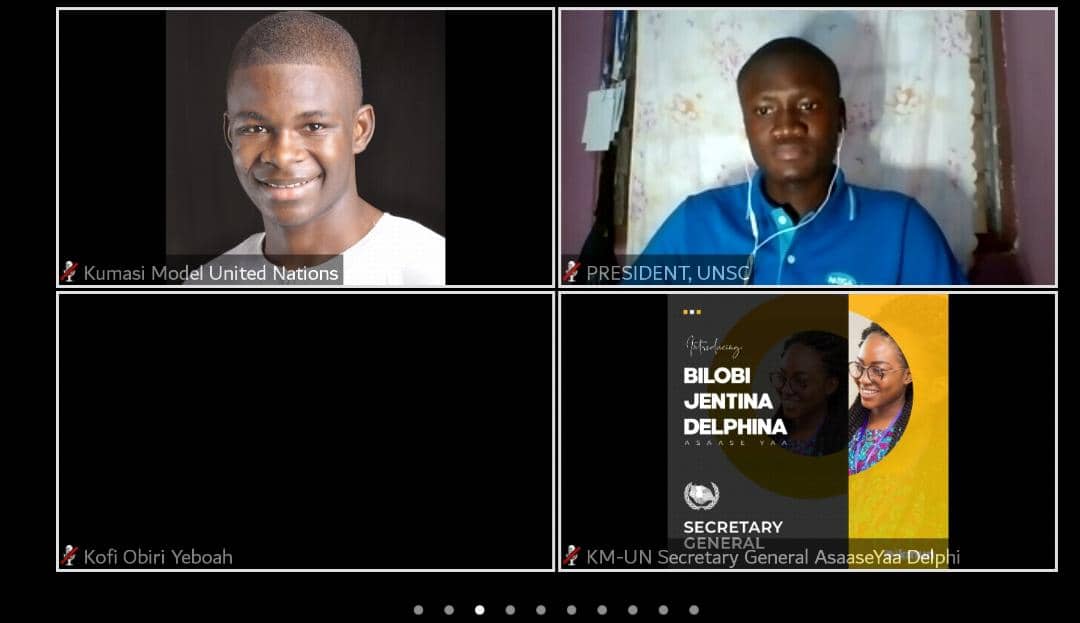 Kumasi Model United Nations
PRESIDENT, UNSC
Introducing
BILOBI
JENTINA
DELPHINA
ASAASE YAA
SECRETARY
GENERAL
Kofi Obiri Yeboah
KM-UN Secretary General AsaaseYaa Delphi